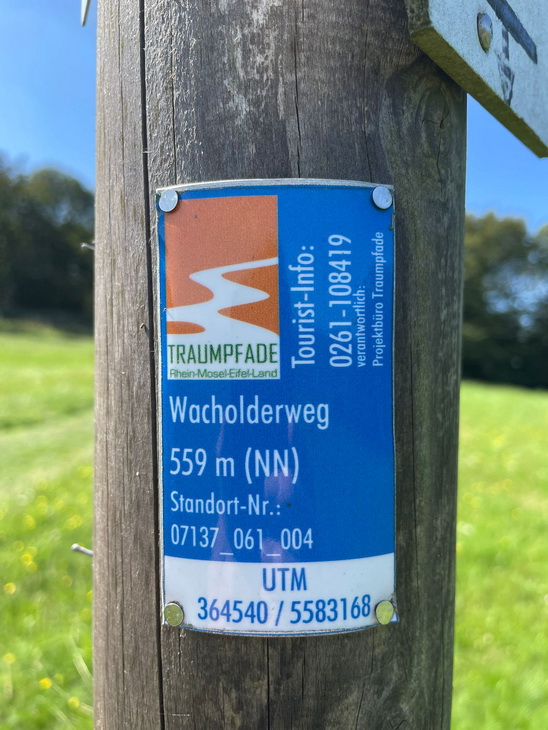 TRAUMPFADE
Rhein-Mosel-Eifel-Land
Tourist-Info:
0261-108419
verantwortlich:
Projektbüro Traumpfade
Wacholderweg
559 m (NN)
Standort-Nr.:
07137_061_004
UTM
364540 / 5583168